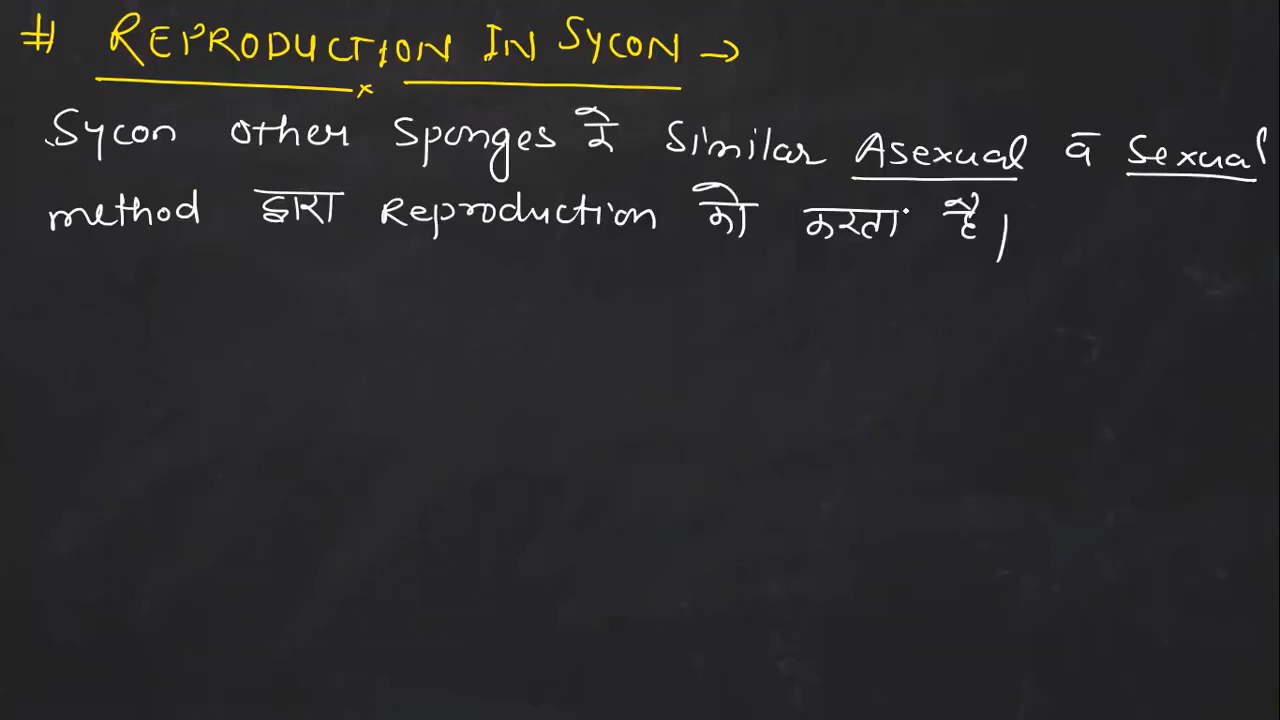 # REPRODUCTION IN SYCON →
Sycon other Sponges के Similar Asexual व Sexual
method द्वारा Reproduction को करता है।